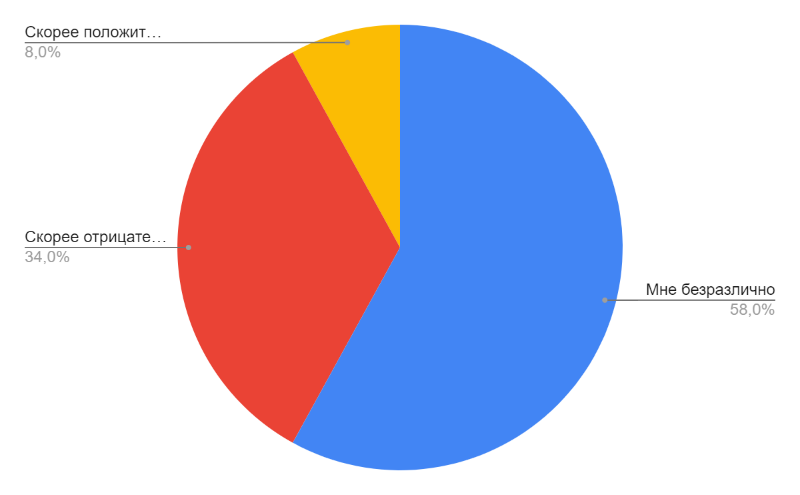 Скорее положит…
8,0%
Скорее отрицате…
34,0%
Мне безразлично
58,0%